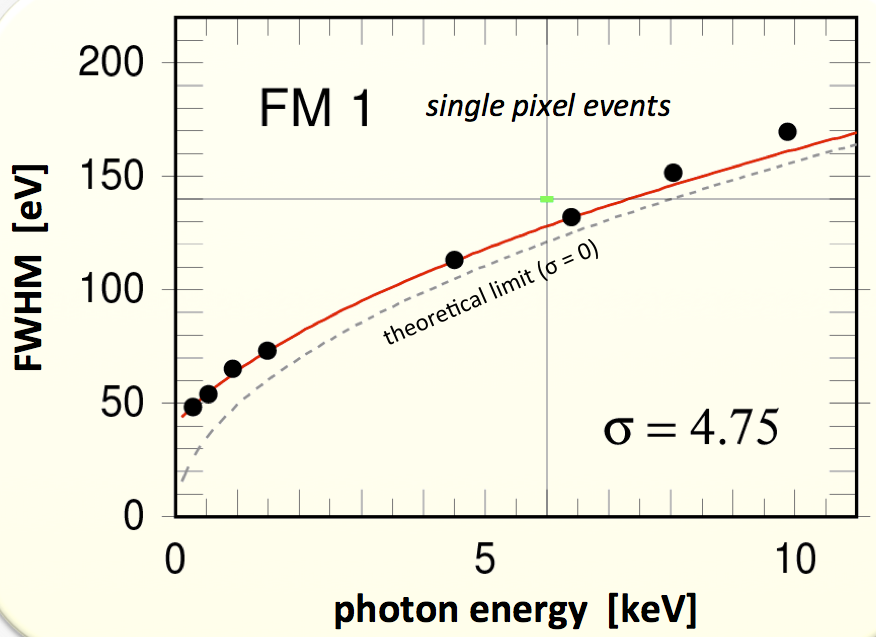 200
FM 1 single pixel events
150
FWHM [eV]
100
theoretical limit (σ = 0)
50
σ = 4.75
0
0 5 10
photon energy [keV]